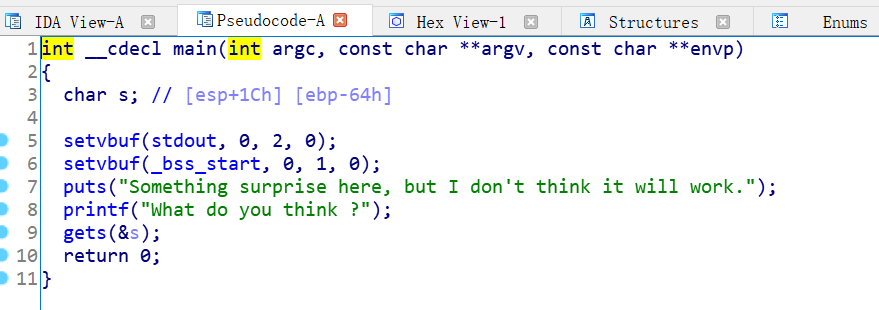 IDA View-A Pseudocode-A Hex View-1 A Structures Enums
1 int __cdecl main(int argc, const char **argv, const char **envp)
2 {
3 char s; // [esp+1Ch] [ebp-64h]
4
5 setvbuf(stdout, 0, 2, 0);
6 setvbuf(_bss_start, 0, 1, 0);
7 puts("Something surprise here, but I don't think it will work.");
8 printf("What do you think ?");
9 gets(&s);
10 return 0;
11 }